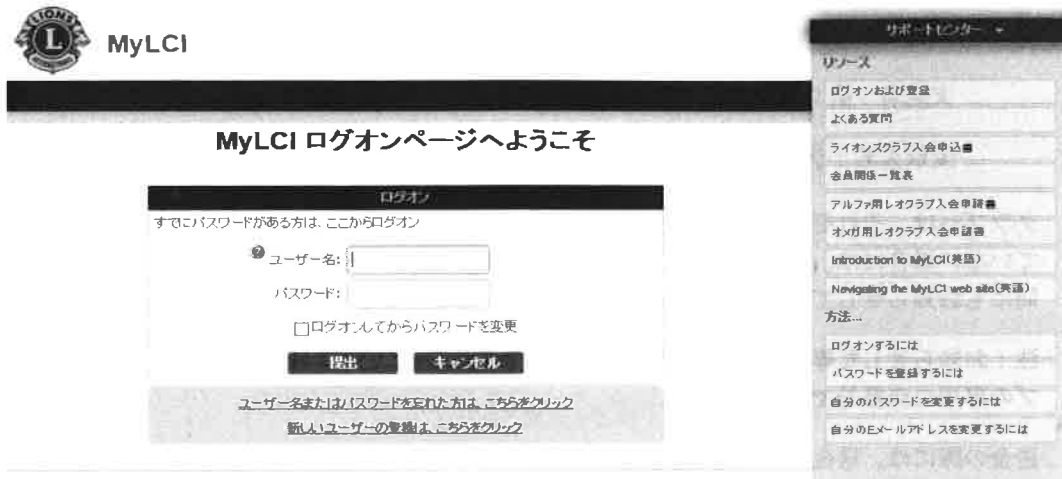 LIONS
L
INTERNATIONAL
MyLCI
MyLCI ログオンページへようこそ
ログオン
すでにパスワードがある方は、ここからログオン
ユーザー名:
パスワード:
ログオンしてからパスワードを変更
提出 キャンセル
ユーザー名またはパスワードを忘れた方は、こちらをクリック
新しいユーザーの登録は、こちらをクリック
サポートセンター
リソース
ログオンおよび登録
よくある質問
ライオンズクラブ入会申込書
会員関係一覧表
アルファ用レオクラブ入会申請書
オメガ用レオクラブ入会申請書
Introduction to MyLCI(英語)
Navigating the MyLCI web site(英語)
方法...
ログオンするには
パスワードを登録するには
自分のパスワードを変更するには
自分のEメールアドレスを変更するには